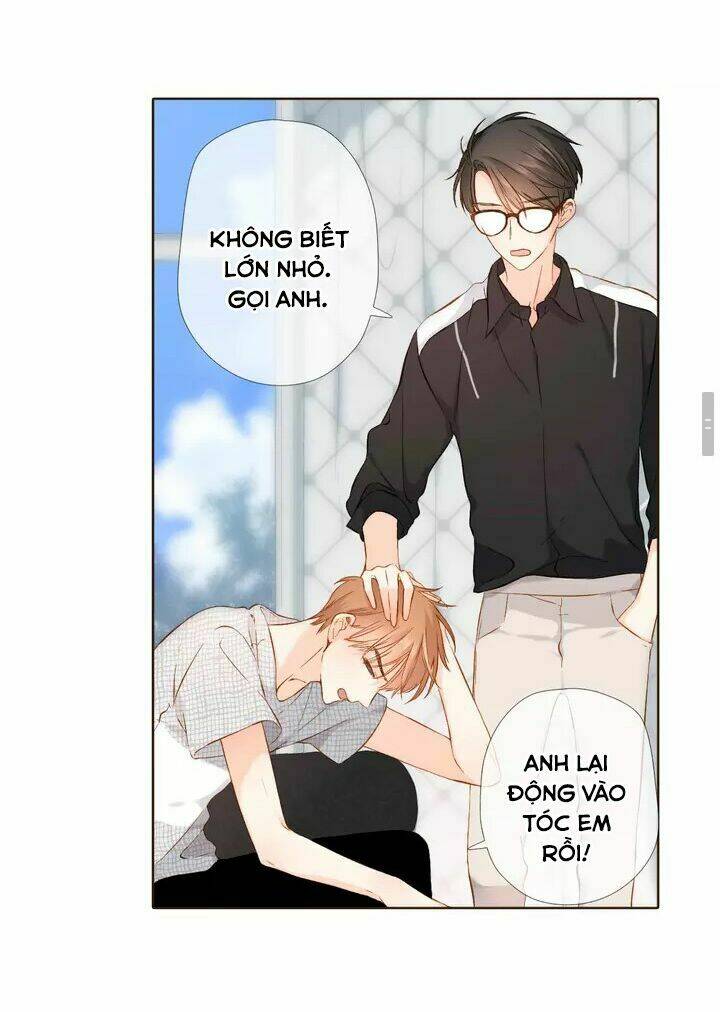 KHÔNG BIẾT
LỚN NHỎ.
GỌI ANH.
ANH LẠI
ĐỘNG VÀO
TÓC EM
RỒI!